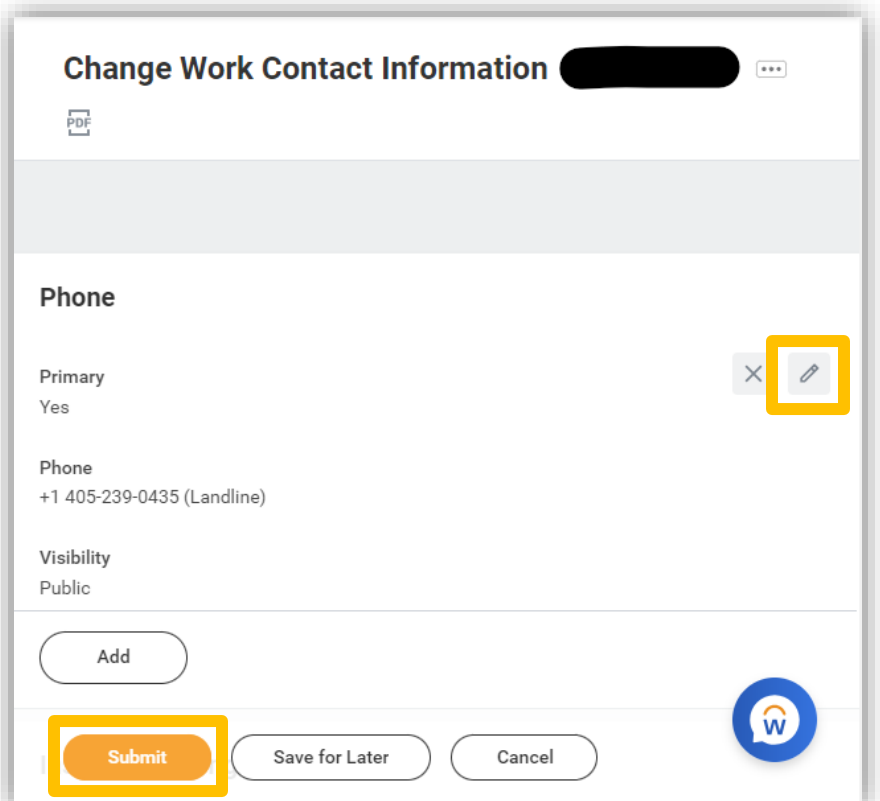 Change Work Contact Information
PDF
Phone
Primary
Yes
Phone
+1 405-239-0435 (Landline)
Visibility
Public
Add
Submit
Save for Later
Cancel
W